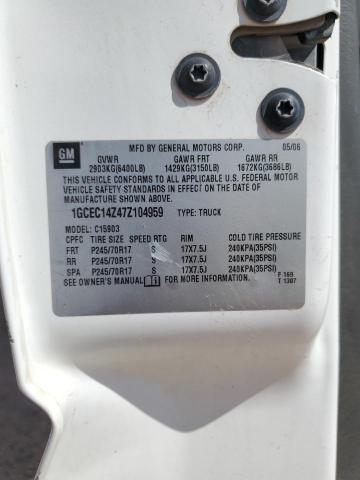 GM
MFD BY GENERAL MOTORS CORP. 05/06
GVWR GAWR FRT GAWR RR
2903KG(6400LB) 1429KG(3150LB) 1672KG(3686LB)
THIS VEHICLE CONFORMS TO ALL APPLICABLE U.S. FEDERAL MOTOR
VEHICLE SAFETY STANDARDS IN EFFECT ON THE DATE OF
MANUFACTURE SHOWN ABOVE.
1GCEC14Z47Z104959 TYPE: TRUCK
MODEL: C15903
CPFC TIRE SIZE SPEED RTG RIM COLD TIRE PRESSURE
FRT P245/70R17 S 17X7.5J 240KPA(35PSI)
RR P245/70R17 S 17X7.5J 240KPA(35PSI)
SPA P245/70R17 S 17X7.5J 240KPA(35PSI)
SEE OWNER'S MANUAL FOR MORE INFORMATION.
F 169
T 1307